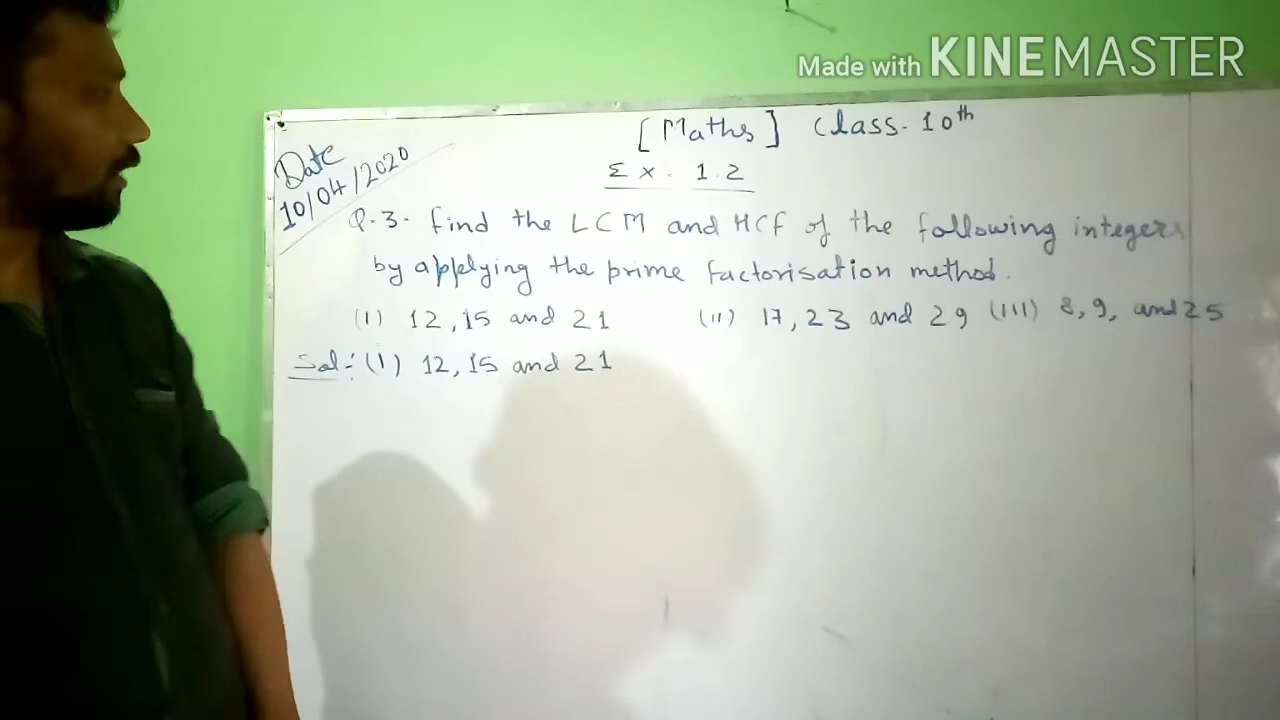 Made with KINEMASTER
[Maths] Class- 10th
Date
10/04/2020
Ex. 1.2
Q.3- find the LCM and HCf of the following integers
by applying the prime factorisation method.
(I) 12,15 and 21 (II) 17,23 and 29 (III) 8,9, and 25
Sol:- (i) 12,15 and 21